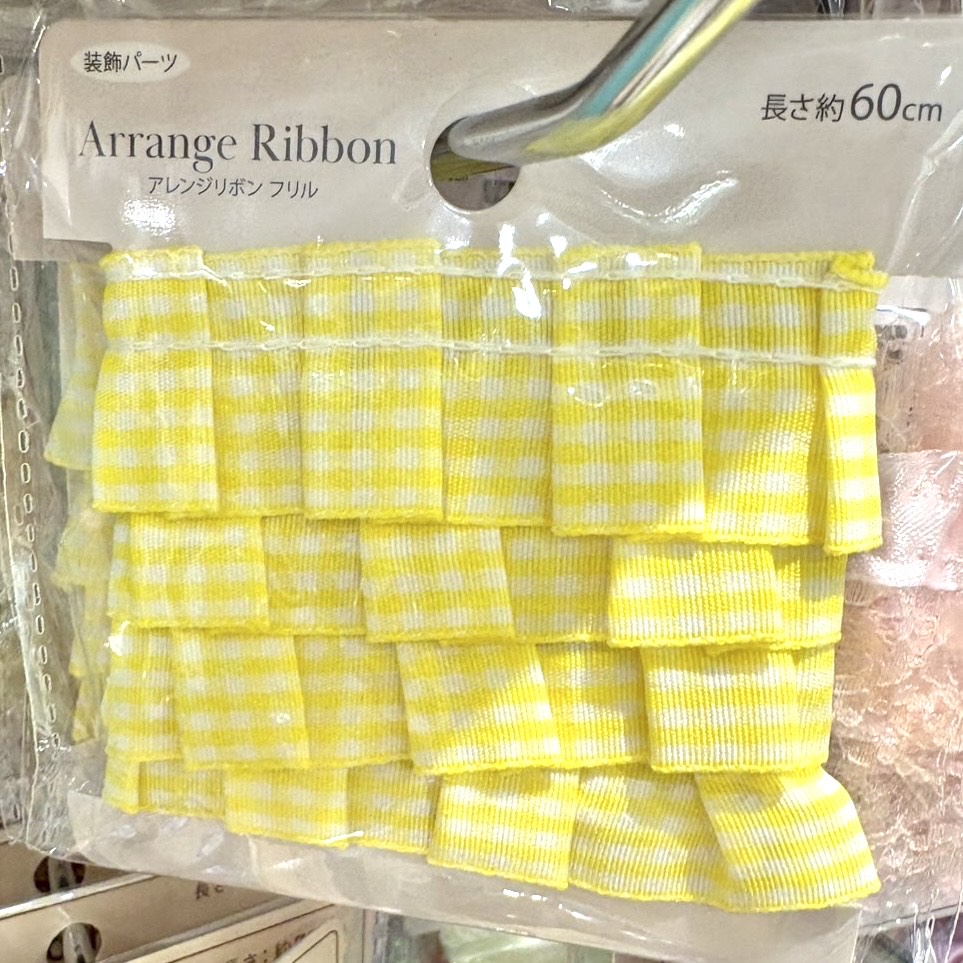 装飾パーツ
Arrange Ribbon
アレンジリボン フリル
長さ約60cm